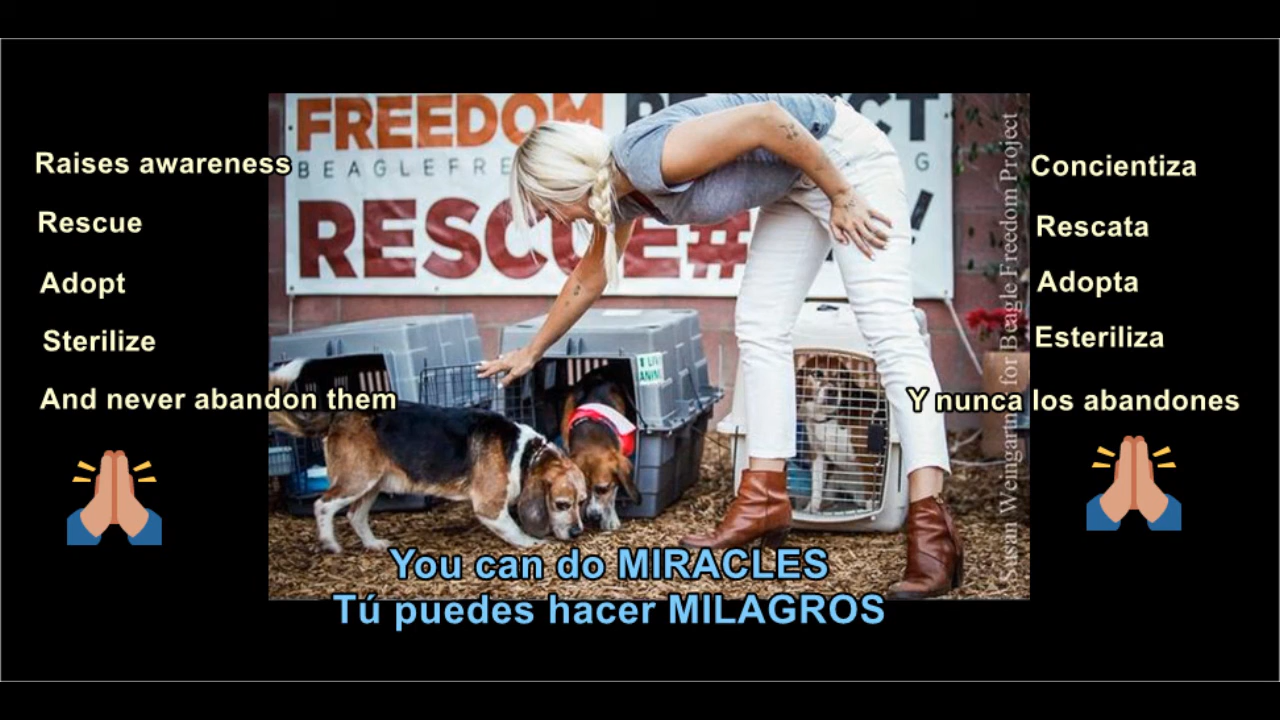 FREEDOM
BEAGLEFRE
G
RESCUE#
Raises awareness
Rescue
Adopt
Sterilize
And never abandon them
Concientiza
Rescata
Adopta
Esteriliza
Y nunca los abandones
Susan Weingartn for Beagle Freedom Project
You can do MIRACLES
Tú puedes hacer MILAGROS